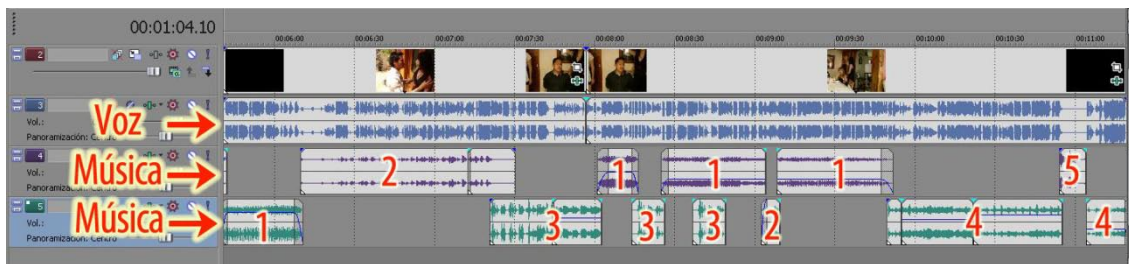 00:01:04.10
00:06:00 00:06:30 00:07:00 00:07:30 00:08:00 00:08:30 00:09:00 00:09:30 00:10:00 00:10:30 00:11:00
2
3
Vol.:
Panoramización: Centro
Voz
4
Vol.:
Música
2 1 1 1 5
5
Vol.:
Panoramización: Centro
Música
1 3 3 3 2 4 4